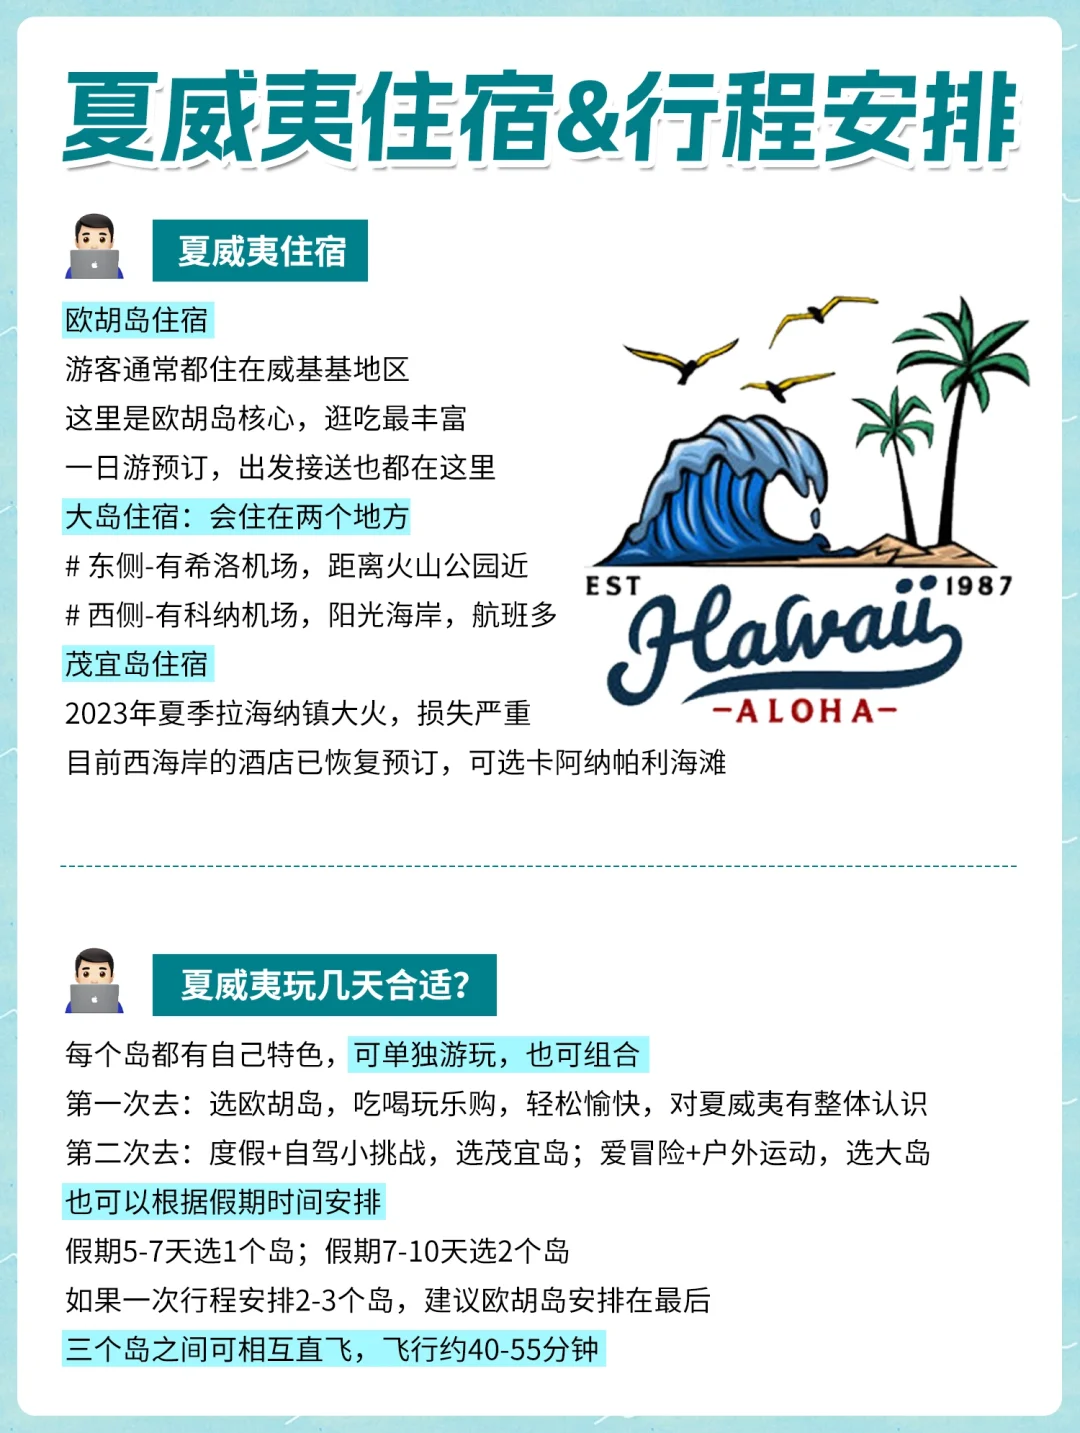 夏威夷住宿&行程安排
夏威夷住宿
欧胡岛住宿
游客通常都住在威基基地区
这里是欧胡岛核心，逛吃最丰富
一日游预订，出发接送也都在这里
大岛住宿：会住在两个地方
# 东侧-有希洛机场，距离火山公园近
# 西侧-有科纳机场，阳光海岸，航班多
茂宜岛住宿
2023年夏季拉海纳镇大火，损失严重
目前西海岸的酒店已恢复预订，可选卡阿纳帕利海滩
EST 1987
Hawaii
-ALOHA-
夏威夷玩几天合适？
每个岛都有自己特色，可单独游玩，也可组合
第一次去：选欧胡岛，吃喝玩乐购，轻松愉快，对夏威夷有整体认识
第二次去：度假+自驾小挑战，选茂宜岛；爱冒险+户外运动，选大岛
也可以根据假期时间安排
假期5-7天选1个岛；假期7-10天选2个岛
如果一次行程安排2-3个岛，建议欧胡岛安排在最后
三个岛之间可相互直飞，飞行约40-55分钟